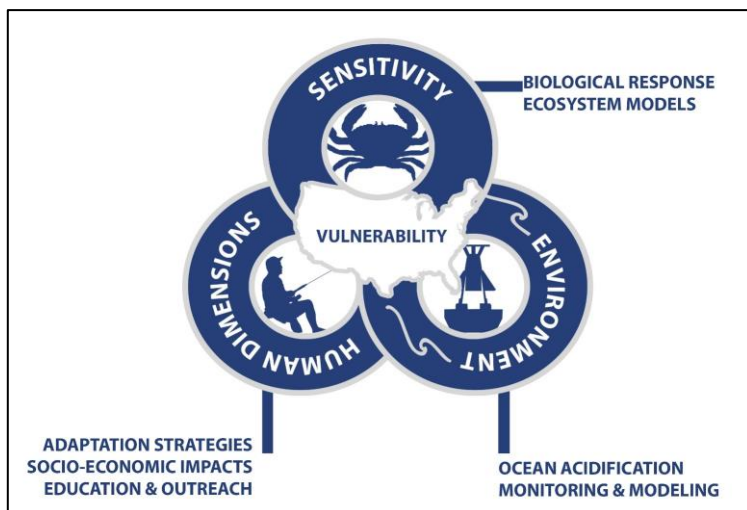 SENSITIVITY
BIOLOGICAL RESPONSE
ECOSYSTEM MODELS
VULNERABILITY
HUMAN DIMENSIONS
ENVIRONMENT
ADAPTATION STRATEGIES
SOCIO-ECONOMIC IMPACTS
EDUCATION & OUTREACH
OCEAN ACIDIFICATION
MONITORING & MODELING